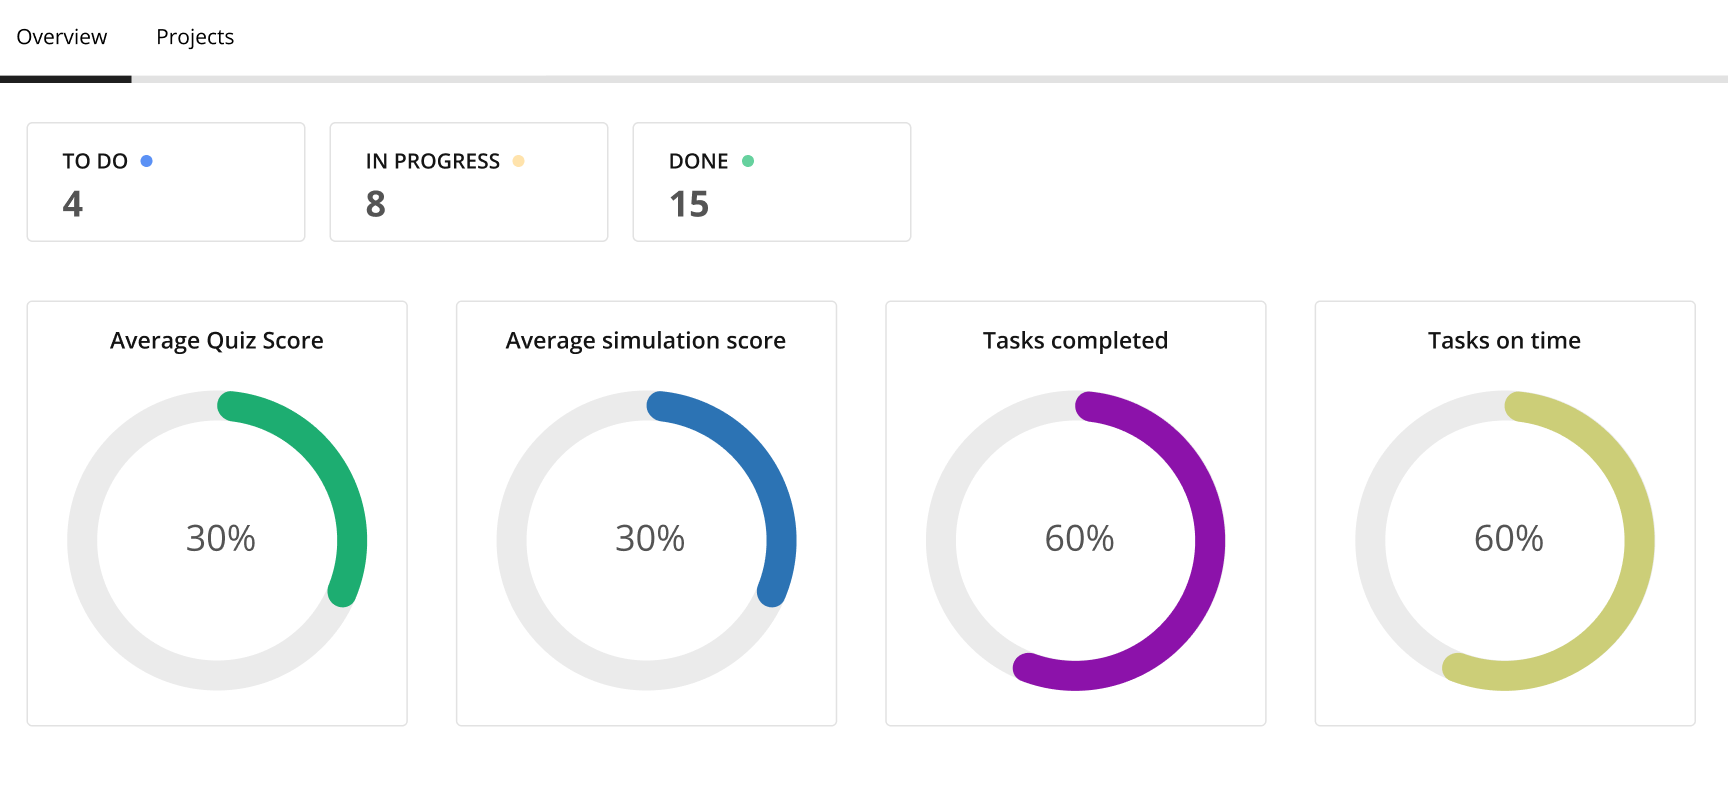 Overview Projects
TO DO
4
IN PROGRESS
8
DONE
15
Average Quiz Score
30%
Average simulation score
30%
Tasks completed
60%
Tasks on time
60%